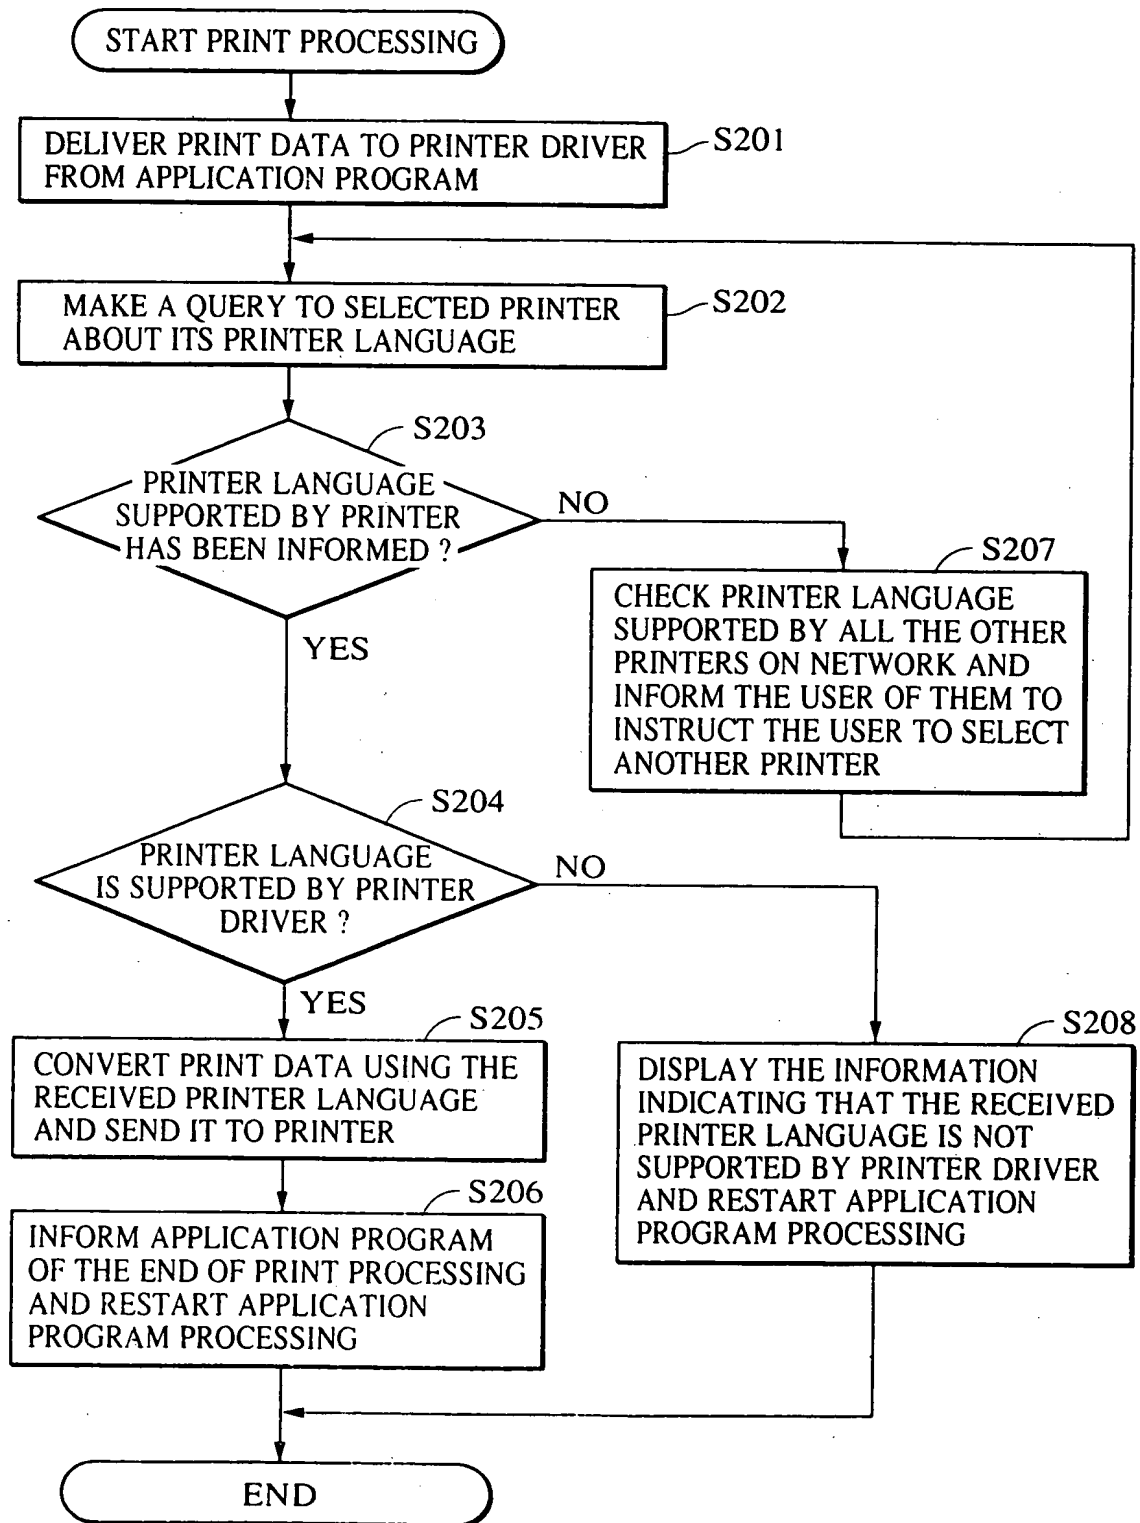 START PRINT PROCESSING
DELIVER PRINT DATA TO PRINTER DRIVER
FROM APPLICATION PROGRAM
S201
MAKE A QUERY TO SELECTED PRINTER
ABOUT ITS PRINTER LANGUAGE
S202
S203
PRINTER LANGUAGE
SUPPORTED BY PRINTER
HAS BEEN INFORMED ?
NO
YES
S207
CHECK PRINTER LANGUAGE
SUPPORTED BY ALL THE OTHER
PRINTERS ON NETWORK AND
INFORM THE USER OF THEM TO
INSTRUCT THE USER TO SELECT
ANOTHER PRINTER
S204
PRINTER LANGUAGE
IS SUPPORTED BY PRINTER
DRIVER ?
NO
YES
S205
CONVERT PRINT DATA USING THE
RECEIVED PRINTER LANGUAGE
AND SEND IT TO PRINTER
S208
DISPLAY THE INFORMATION
INDICATING THAT THE RECEIVED
PRINTER LANGUAGE IS NOT
SUPPORTED BY PRINTER DRIVER
AND RESTART APPLICATION
PROGRAM PROCESSING
S206
INFORM APPLICATION PROGRAM
OF THE END OF PRINT PROCESSING
AND RESTART APPLICATION
PROGRAM PROCESSING
END